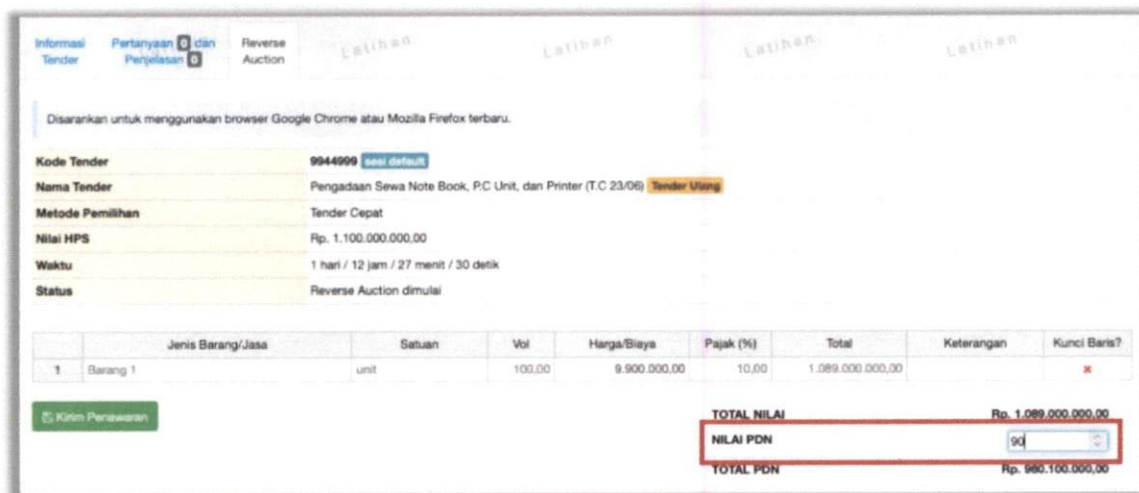 Informasi Tender
Pertanyaan 0 dan Penjelasan 0
Reverse Auction
Latihan Latihan Latihan Latihan
Disarankan untuk menggunakan browser Google Chrome atau Mozilla Firefox terbaru.
Kode Tender 9944999 sesi default
Nama Tender Pengadaan Sewa Note Book, P.C Unit, dan Printer (T.C 23/06) Tender Ulang
Metode Pemilihan Tender Cepat
Nilai HPS Rp. 1.100.000.000,00
Waktu 1 hari / 12 jam / 27 menit / 30 detik
Status Reverse Auction dimulai
Jenis Barang/Jasa Satuan Vol Harga/Biaya Pajak (%) Total Keterangan Kunci Baris?
1 Barang 1 unit 100,00 9.900.000,00 10,00 1.089.000.000,00
Kirim Penawaran
TOTAL NILAI Rp. 1.089.000.000,00
NILAI PDN 90
TOTAL PDN Rp. 980.100.000,00